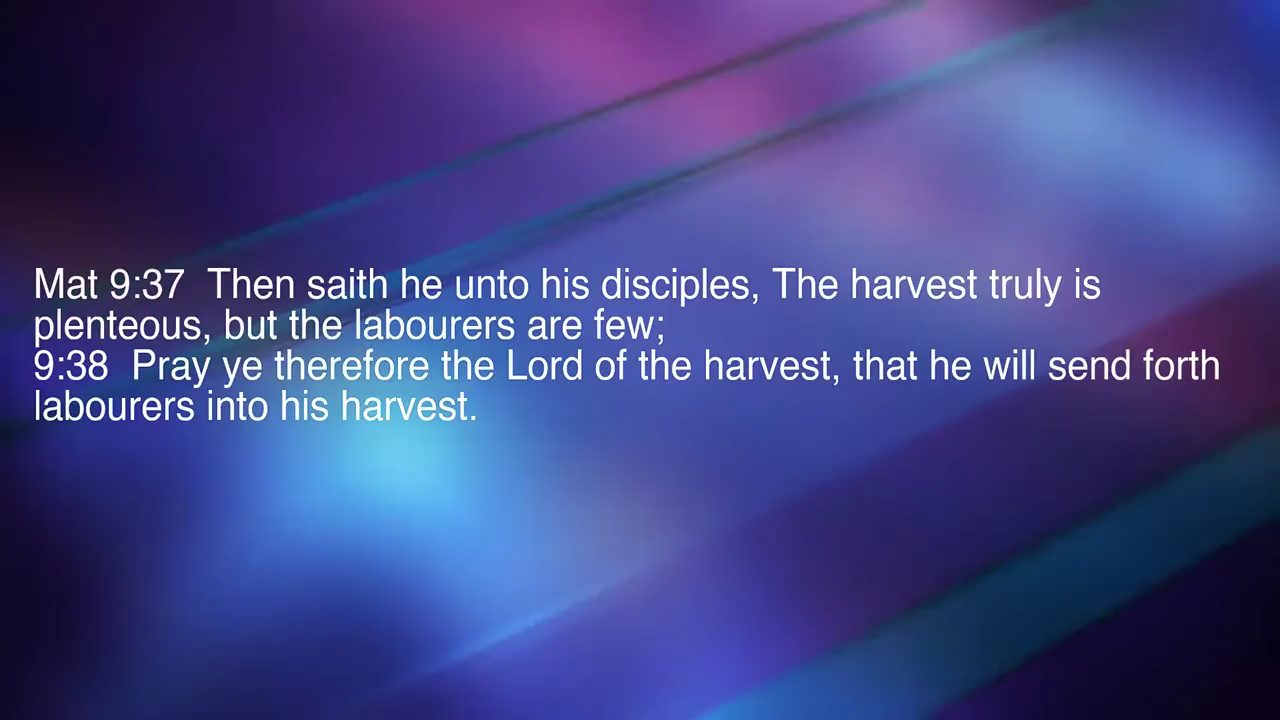 Mat 9:37  Then saith he unto his disciples, The harvest truly is
plenteous, but the labourers are few;
9:38  Pray ye therefore the Lord of the harvest, that he will send forth
labourers into his harvest.